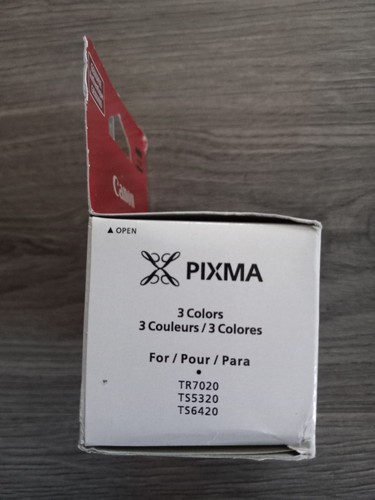 Canon
▲ OPEN
PIXMA
3 Colors
3 Couleurs / 3 Colores
For / Pour / Para
•
TR7020
TS5320
TS6420